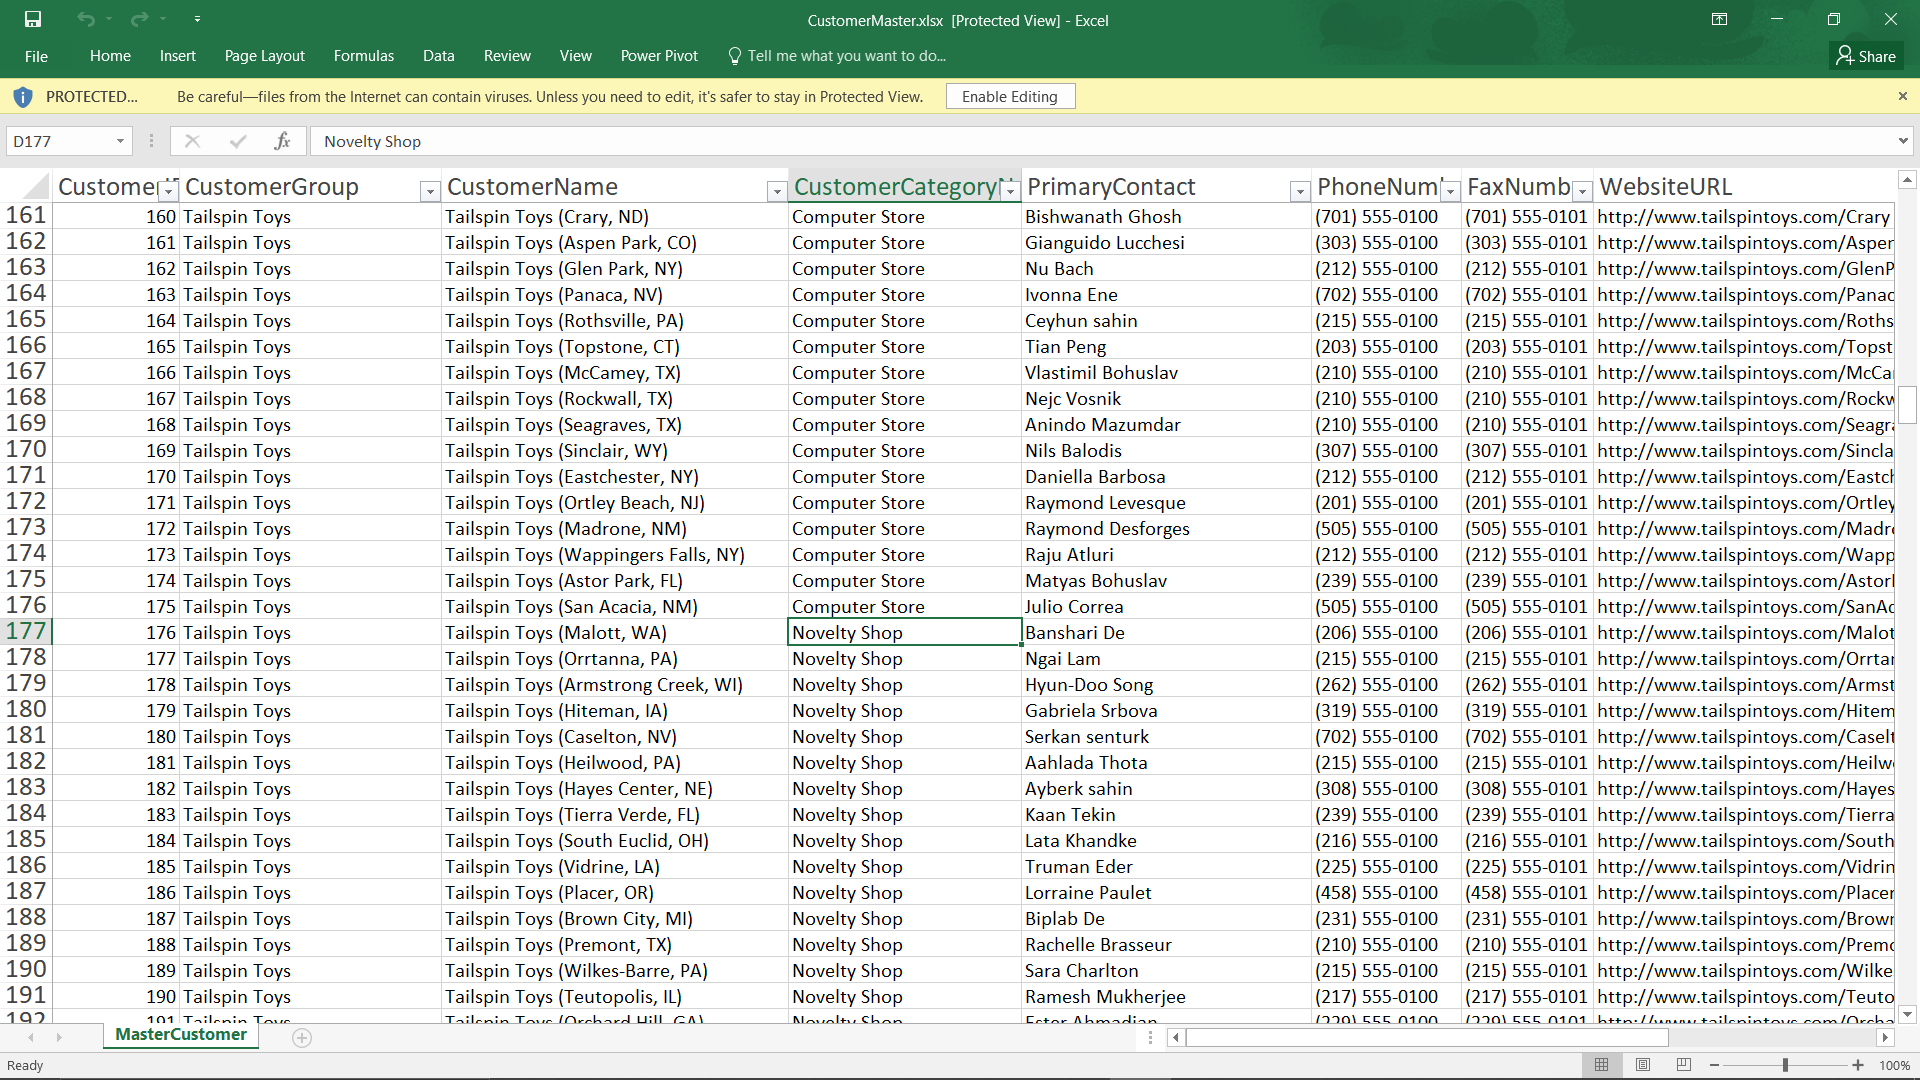 CustomerMaster.xlsx [Protected View] - Excel
File Home Insert Page Layout Formulas Data Review View Power Pivot Tell me what you want to do... Share
PROTECTED... Be careful—files from the Internet can contain viruses. Unless you need to edit, it's safer to stay in Protected View. Enable Editing
D177 fx Novelty Shop
CustomerI CustomerGroup CustomerName CustomerCategoryN PrimaryContact PhoneNum FaxNumb WebsiteURL
161 160 Tailspin Toys Tailspin Toys (Crary, ND) Computer Store Bishwanath Ghosh (701) 555-0100 (701) 555-0101 http://www.tailspintoys.com/Crary
162 161 Tailspin Toys Tailspin Toys (Aspen Park, CO) Computer Store Gianguido Lucchesi (303) 555-0100 (303) 555-0101 http://www.tailspintoys.com/Asper
163 162 Tailspin Toys Tailspin Toys (Glen Park, NY) Computer Store Nu Bach (212) 555-0100 (212) 555-0101 http://www.tailspintoys.com/GlenP
164 163 Tailspin Toys Tailspin Toys (Panaca, NV) Computer Store Ivonna Ene (702) 555-0100 (702) 555-0101 http://www.tailspintoys.com/Panac
165 164 Tailspin Toys Tailspin Toys (Rothsville, PA) Computer Store Ceyhun sahin (215) 555-0100 (215) 555-0101 http://www.tailspintoys.com/Roths
166 165 Tailspin Toys Tailspin Toys (Topstone, CT) Computer Store Tian Peng (203) 555-0100 (203) 555-0101 http://www.tailspintoys.com/Topst
167 166 Tailspin Toys Tailspin Toys (McCamey, TX) Computer Store Vlastimil Bohuslav (210) 555-0100 (210) 555-0101 http://www.tailspintoys.com/McCa
168 167 Tailspin Toys Tailspin Toys (Rockwall, TX) Computer Store Nejc Vosnik (210) 555-0100 (210) 555-0101 http://www.tailspintoys.com/Rockw
169 168 Tailspin Toys Tailspin Toys (Seagraves, TX) Computer Store Anindo Mazumdar (210) 555-0100 (210) 555-0101 http://www.tailspintoys.com/Seagra
170 169 Tailspin Toys Tailspin Toys (Sinclair, WY) Computer Store Nils Balodis (307) 555-0100 (307) 555-0101 http://www.tailspintoys.com/Sincla
171 170 Tailspin Toys Tailspin Toys (Eastchester, NY) Computer Store Daniella Barbosa (212) 555-0100 (212) 555-0101 http://www.tailspintoys.com/Eastch
172 171 Tailspin Toys Tailspin Toys (Ortley Beach, NJ) Computer Store Raymond Levesque (201) 555-0100 (201) 555-0101 http://www.tailspintoys.com/Ortley
173 172 Tailspin Toys Tailspin Toys (Madrone, NM) Computer Store Raymond Desforges (505) 555-0100 (505) 555-0101 http://www.tailspintoys.com/Madr
174 173 Tailspin Toys Tailspin Toys (Wappingers Falls, NY) Computer Store Raju Atluri (212) 555-0100 (212) 555-0101 http://www.tailspintoys.com/Wapp
175 174 Tailspin Toys Tailspin Toys (Astor Park, FL) Computer Store Matyas Bohuslav (239) 555-0100 (239) 555-0101 http://www.tailspintoys.com/Astor
176 175 Tailspin Toys Tailspin Toys (San Acacia, NM) Computer Store Julio Correa (505) 555-0100 (505) 555-0101 http://www.tailspintoys.com/SanAc
177 176 Tailspin Toys Tailspin Toys (Malott, WA) Novelty Shop Banshari De (206) 555-0100 (206) 555-0101 http://www.tailspintoys.com/Malot
178 177 Tailspin Toys Tailspin Toys (Orrtanna, PA) Novelty Shop Ngai Lam (215) 555-0100 (215) 555-0101 http://www.tailspintoys.com/Orrtar
179 178 Tailspin Toys Tailspin Toys (Armstrong Creek, WI) Novelty Shop Hyun-Doo Song (262) 555-0100 (262) 555-0101 http://www.tailspintoys.com/Armst
180 179 Tailspin Toys Tailspin Toys (Hiteman, IA) Novelty Shop Gabriela Srbova (319) 555-0100 (319) 555-0101 http://www.tailspintoys.com/Hitem
181 180 Tailspin Toys Tailspin Toys (Caselton, NV) Novelty Shop Serkan senturk (702) 555-0100 (702) 555-0101 http://www.tailspintoys.com/Caselt
182 181 Tailspin Toys Tailspin Toys (Heilwood, PA) Novelty Shop Aahlada Thota (215) 555-0100 (215) 555-0101 http://www.tailspintoys.com/Heilw
183 182 Tailspin Toys Tailspin Toys (Hayes Center, NE) Novelty Shop Ayberk sahin (308) 555-0100 (308) 555-0101 http://www.tailspintoys.com/Hayes
184 183 Tailspin Toys Tailspin Toys (Tierra Verde, FL) Novelty Shop Kaan Tekin (239) 555-0100 (239) 555-0101 http://www.tailspintoys.com/Tierra
185 184 Tailspin Toys Tailspin Toys (South Euclid, OH) Novelty Shop Lata Khandke (216) 555-0100 (216) 555-0101 http://www.tailspintoys.com/South
186 185 Tailspin Toys Tailspin Toys (Vidrine, LA) Novelty Shop Truman Eder (225) 555-0100 (225) 555-0101 http://www.tailspintoys.com/Vidrin
187 186 Tailspin Toys Tailspin Toys (Placer, OR) Novelty Shop Lorraine Paulet (458) 555-0100 (458) 555-0101 http://www.tailspintoys.com/Placer
188 187 Tailspin Toys Tailspin Toys (Brown City, MI) Novelty Shop Biplab De (231) 555-0100 (231) 555-0101 http://www.tailspintoys.com/Browr
189 188 Tailspin Toys Tailspin Toys (Premont, TX) Novelty Shop Rachelle Brasseur (210) 555-0100 (210) 555-0101 http://www.tailspintoys.com/Premo
190 189 Tailspin Toys Tailspin Toys (Wilkes-Barre, PA) Novelty Shop Sara Charlton (215) 555-0100 (215) 555-0101 http://www.tailspintoys.com/Wilke
191 190 Tailspin Toys Tailspin Toys (Teutopolis, IL) Novelty Shop Ramesh Mukherjee (217) 555-0100 (217) 555-0101 http://www.tailspintoys.com/Teuto
192 191 Tailspin Toys Tailspin Toys (Orchard Hill, GA) Novelty Shop Ester Ahmadian (229) 555-0100 (229) 555-0101 http://www.tailspintoys.com/Orcha
MasterCustomer
Ready 100%